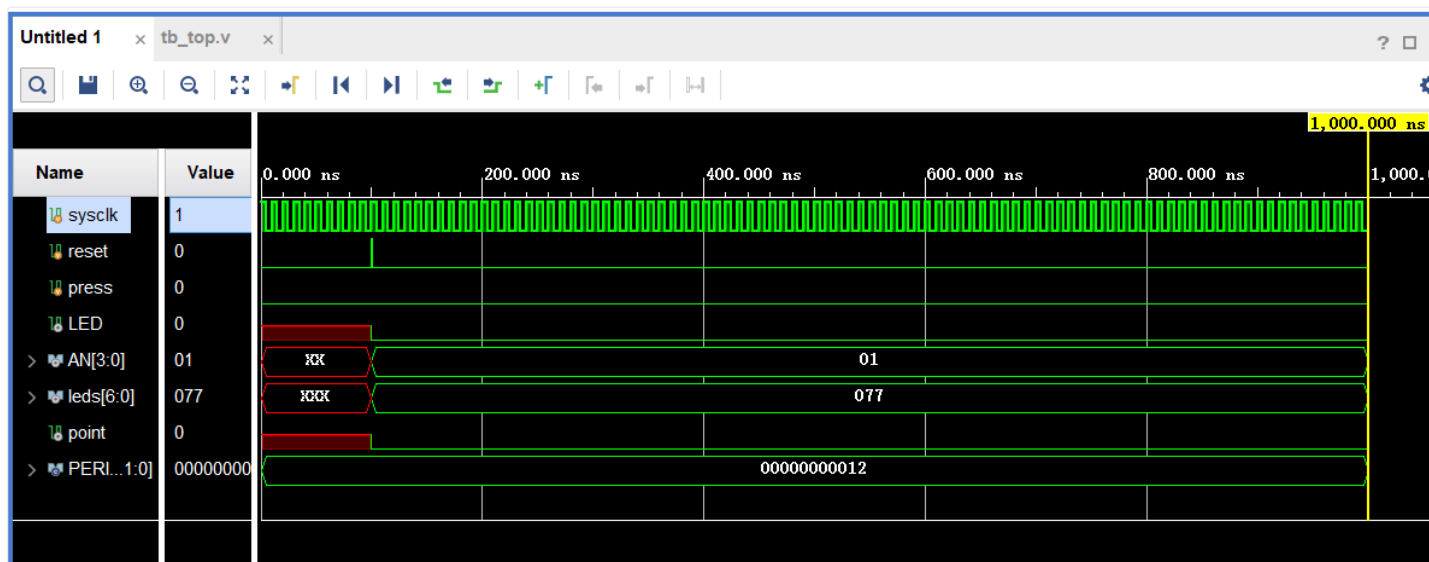 Untitled 1 × tb_top.v ×
? 
1,000.000 ns
Name Value 0.000 ns 200.000 ns 400.000 ns 600.000 ns 800.000 ns 1,000.
sysclk 1
reset 0
press 0
LED 0
AN[3:0] 01 XX 01
leds[6:0] 077 XXX 077
point 0
PERI...1:0] 00000000 00000000012